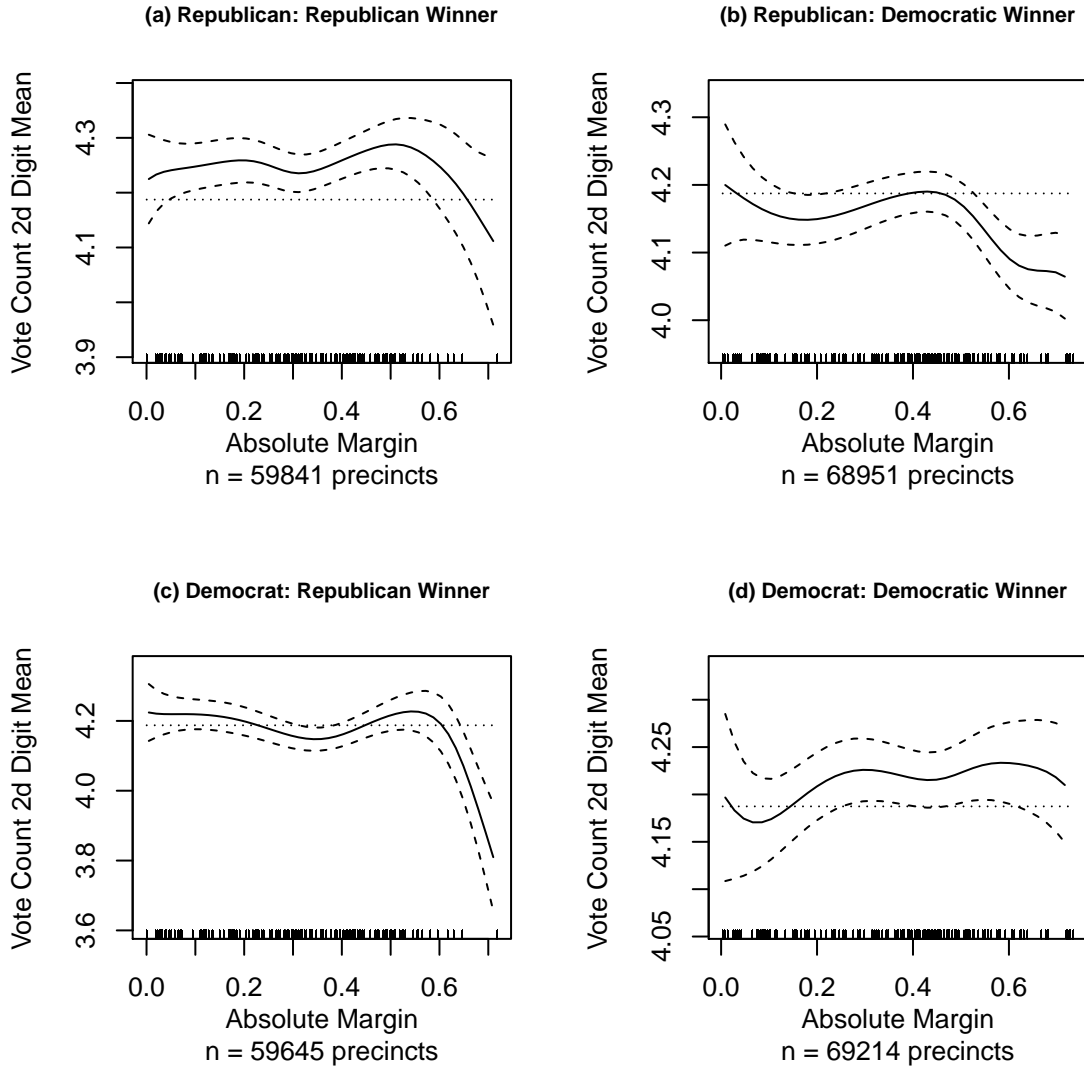 (a) Republican: Republican Winner
Vote Count 2d Digit Mean
3.9 4.1 4.3
0.0 0.2 0.4 0.6
Absolute Margin
n = 59841 precincts
(b) Republican: Democratic Winner
Vote Count 2d Digit Mean
4.0 4.1 4.2 4.3
0.0 0.2 0.4 0.6
Absolute Margin
n = 68951 precincts
(c) Democrat: Republican Winner
Vote Count 2d Digit Mean
3.6 3.8 4.0 4.2
0.0 0.2 0.4 0.6
Absolute Margin
n = 59645 precincts
(d) Democrat: Democratic Winner
Vote Count 2d Digit Mean
4.05 4.15 4.25
0.0 0.2 0.4 0.6
Absolute Margin
n = 69214 precincts